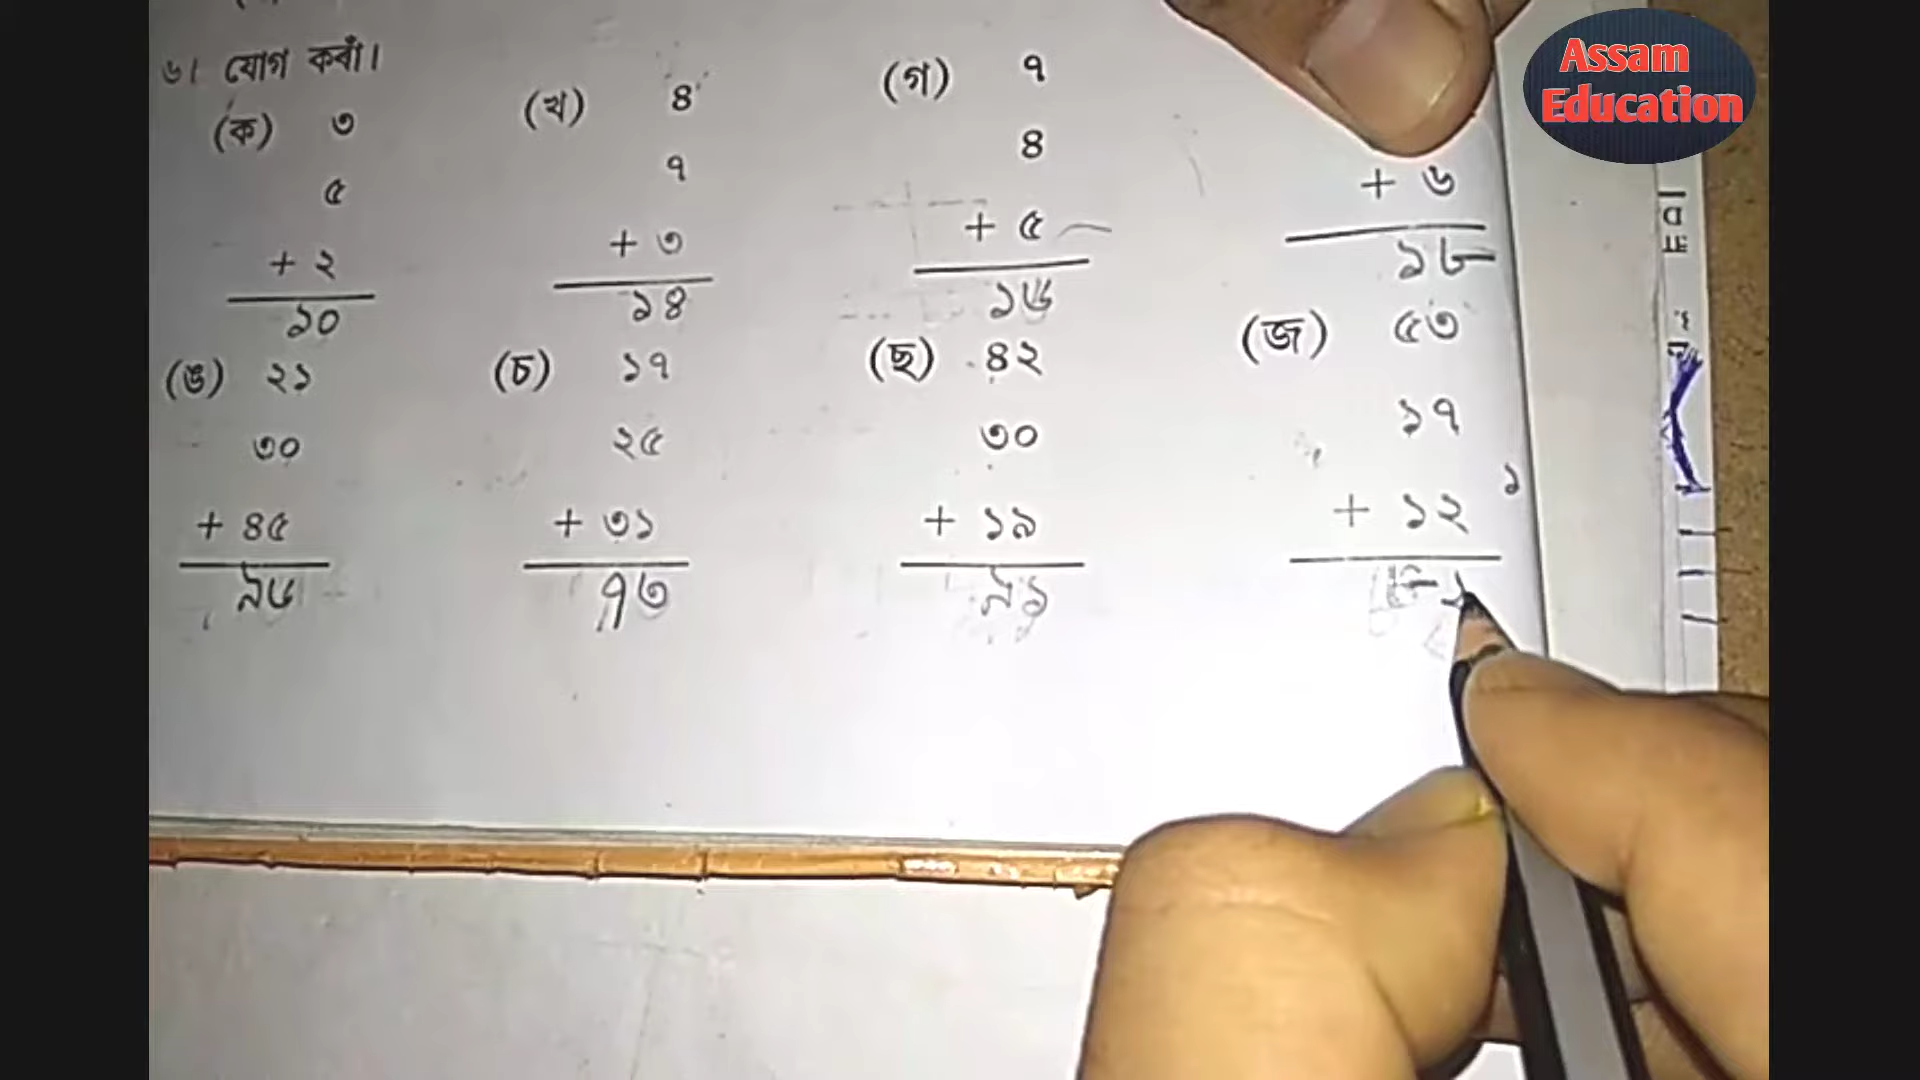 ৬। যোগ কৰাঁ।
(ক) ৩
৫
+ ২
১০
(খ) ৪
৭
+ ৩
১৪
(গ) ৭
৪
+ ৫
১৬
+ ৬
১৮
(ঙ) ২১
৩০
+ ৪৫
৯৬
(চ) ১৭
২৫
+ ৩১
৭৩
(ছ) ৪২
৩০
+ ১৯
৯১
(জ) ৫৩
১৭
১
+ ১২
Assam
Education